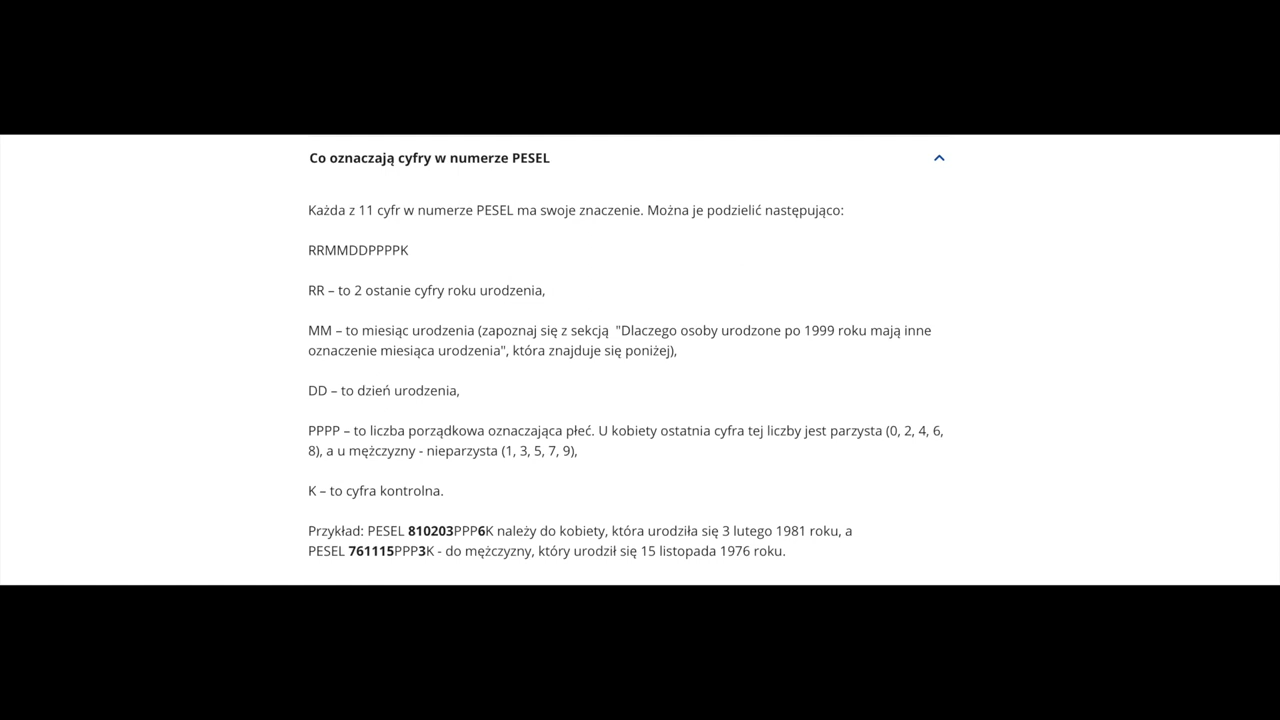 Co oznaczają cyfry w numerze PESEL
Każda z 11 cyfr w numerze PESEL ma swoje znaczenie. Można je podzielić następująco:
RRMMDDPPPPK
RR – to 2 ostanie cyfry roku urodzenia,
MM – to miesiąc urodzenia (zapoznaj się z sekcją  "Dlaczego osoby urodzone po 1999 roku mają inne
oznaczenie miesiąca urodzenia", która znajduje się poniżej),
DD – to dzień urodzenia,
PPPP – to liczba porządkowa oznaczająca płeć. U kobiety ostatnia cyfra tej liczby jest parzysta (0, 2, 4, 6,
8), a u mężczyzny - nieparzysta (1, 3, 5, 7, 9),
K – to cyfra kontrolna.
Przykład: PESEL 810203PPP6K należy do kobiety, która urodziła się 3 lutego 1981 roku, a
PESEL 761115PPP3K - do mężczyzny, który urodził się 15 listopada 1976 roku.